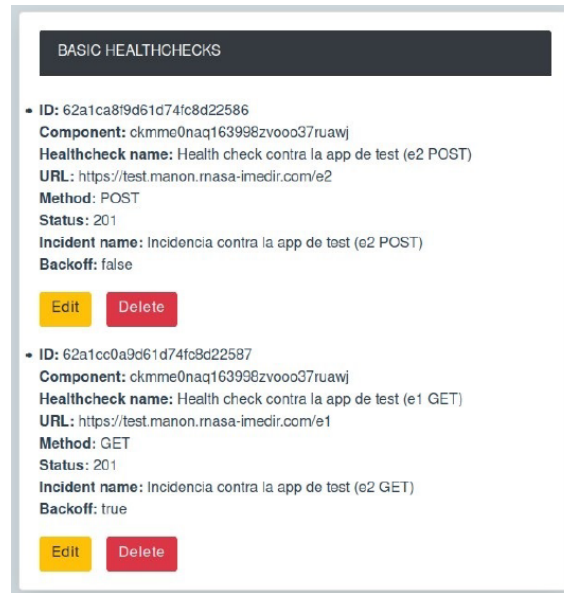 BASIC HEALTHCHECKS
ID: 62a1ca8f9d61d74fc8d22586
Component: ckmme0naq163998zvooo37ruawj
Healthcheck name: Health check contra la app de test (e2 POST)
URL: https://test.manon.rnasa-imedir.com/e2
Method: POST
Status: 201
Incident name: Incidencia contra la app de test (e2 POST)
Backoff: false
Edit Delete
ID: 62a1cc0a9d61d74fc8d22587
Component: ckmme0naq163998zvooo37ruawj
Healthcheck name: Health check contra la app de test (e1 GET)
URL: https://test.manon.rnasa-imedir.com/e1
Method: GET
Status: 201
Incident name: Incidencia contra la app de test (e2 GET)
Backoff: true
Edit Delete